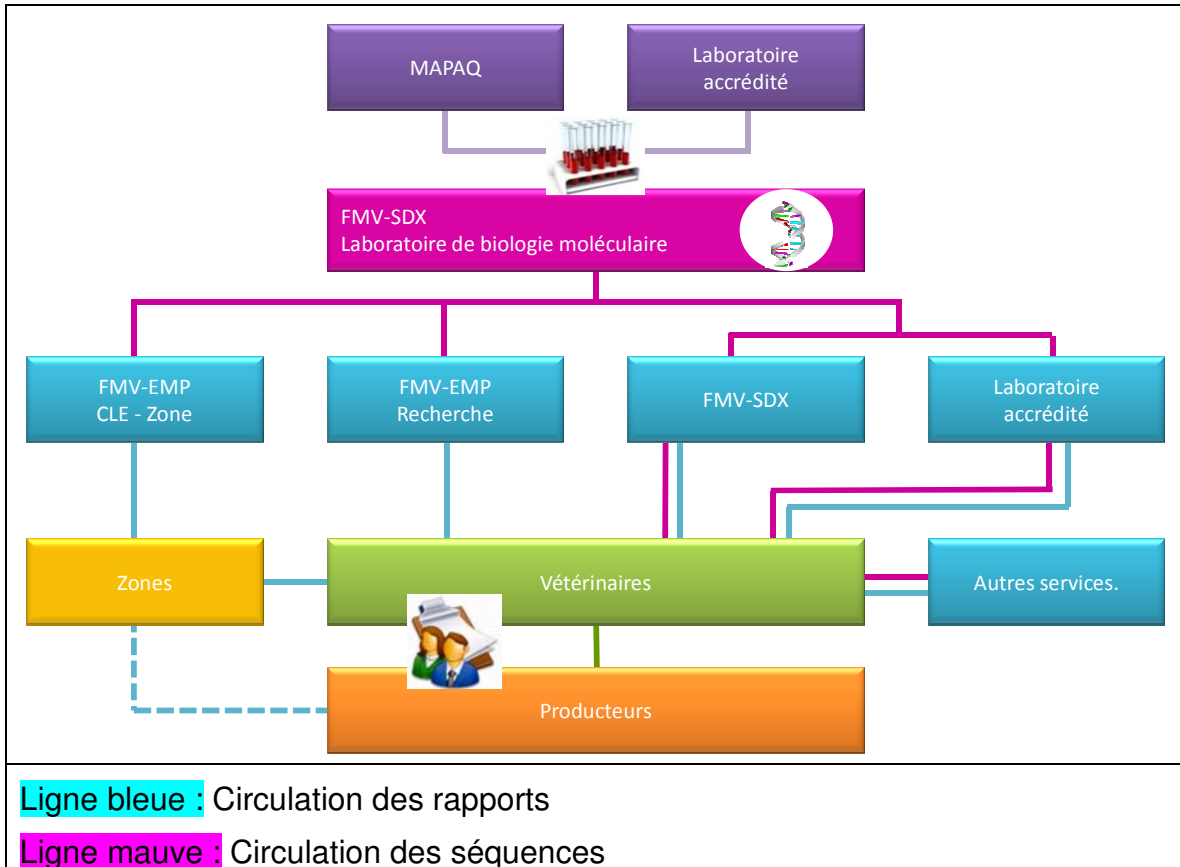 MAPAQ
Laboratoire
accrédité
FMV-SDX
Laboratoire de biologie moléculaire
FMV-EMP
CLE - Zone
FMV-EMP
Recherche
FMV-SDX
Laboratoire
accrédité
Zones
Vétérinaires
Autres services.
Producteurs
Ligne bleue : Circulation des rapports
Ligne mauve : Circulation des séquences